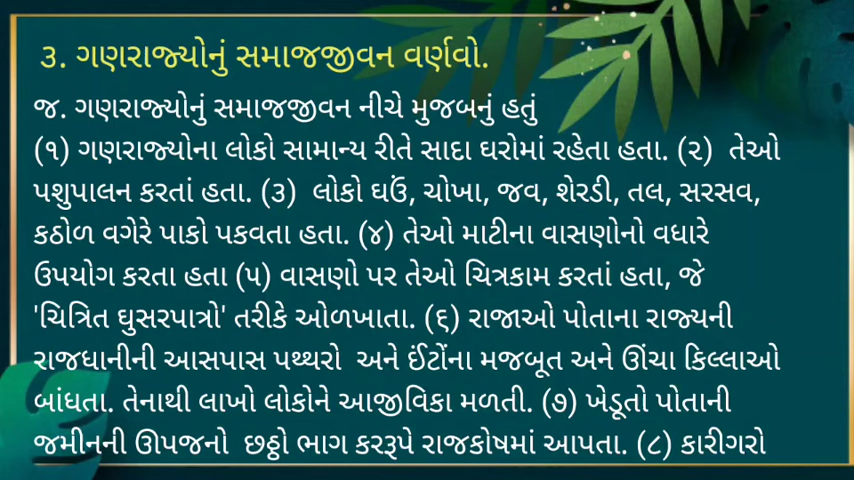 ૩. ગણરાજ્યોનું સમાજજીવન વર્ણવો.
જ. ગણરાજ્યોનું સમાજજીવન નીચે મુજબનું હતું
(૧) ગણરાજ્યોના લોકો સામાન્ય રીતે સાદા ઘરોમાં રહેતા હતા. (૨) તેઓ
પશુપાલન કરતાં હતા. (૩) લોકો ઘઉં, ચોખા, જવ, શેરડી, તલ, સરસવ,
કઠોળ વગેરે પાકો પકવતા હતા. (૪) તેઓ માટીના વાસણોનો વધારે
ઉપયોગ કરતા હતા (૫) વાસણો પર તેઓ ચિત્રકામ કરતાં હતા, જે
'ચિત્રિત ઘુસરપાત્રો' તરીકે ઓળખાતા. (૬) રાજાઓ પોતાના રાજ્યની
રાજધાનીની આસપાસ પથ્થરો અને ઈંટોંના મજબૂત અને ઊંચા કિલ્લાઓ
બાંધતા. તેનાથી લાખો લોકોને આજીવિકા મળતી. (૭) ખેડૂતો પોતાની
જમીનની ઊપજનો છઠ્ઠો ભાગ કરરૂપે રાજકોષમાં આપતા. (૮) કારીગરો